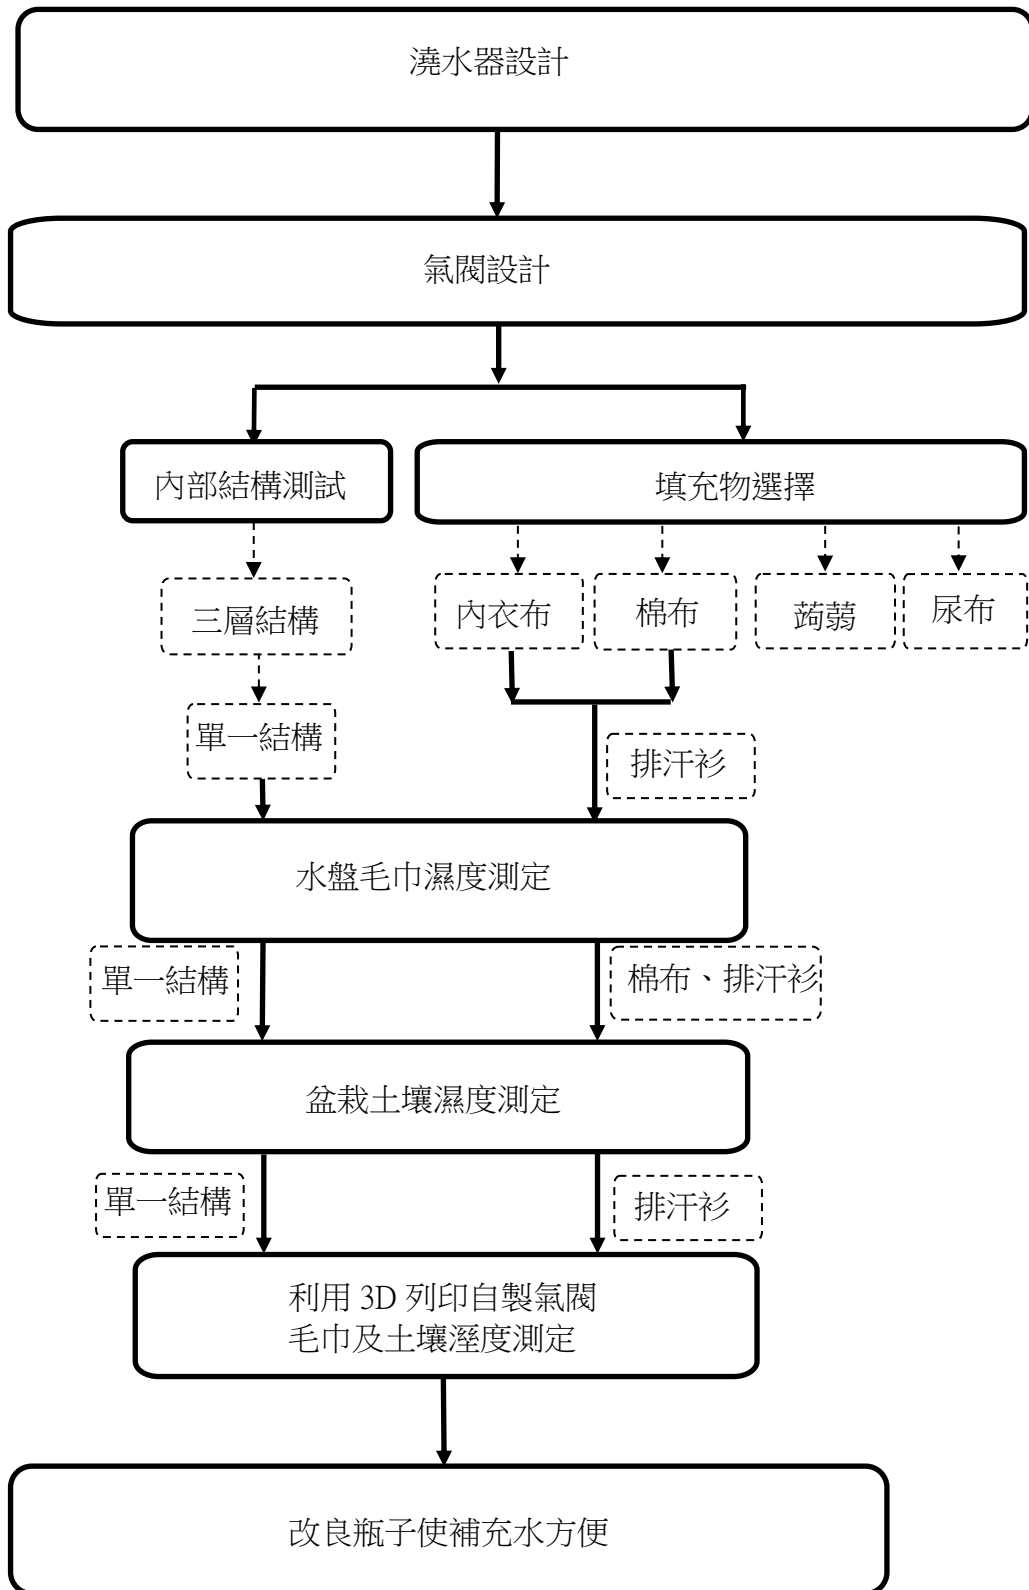 澆水器設計
氣閥設計
內部結構測試
填充物選擇
三層結構
內衣布
棉布
蒟蒻
尿布
單一結構
排汗衫
水盤毛巾濕度測定
單一結構
棉布、排汗衫
盆栽土壤濕度測定
單一結構
排汗衫
利用 3D 列印自製氣閥
毛巾及土壤溼度測定
改良瓶子使補充水方便